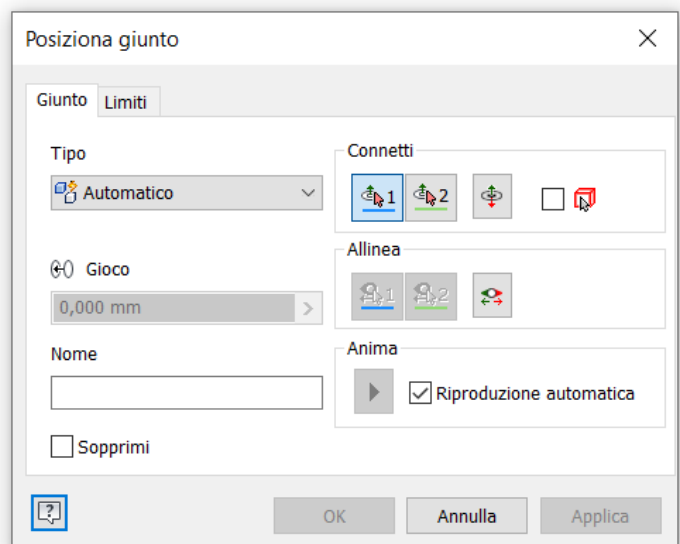 Posiziona giunto
Giunto
Limiti
Tipo
Automatico
Gioco
0,000 mm
Nome
Sopprimi
Connetti
1
2
Allinea
1
2
Anima
Riproduzione automatica
?
OK
Annulla
Applica